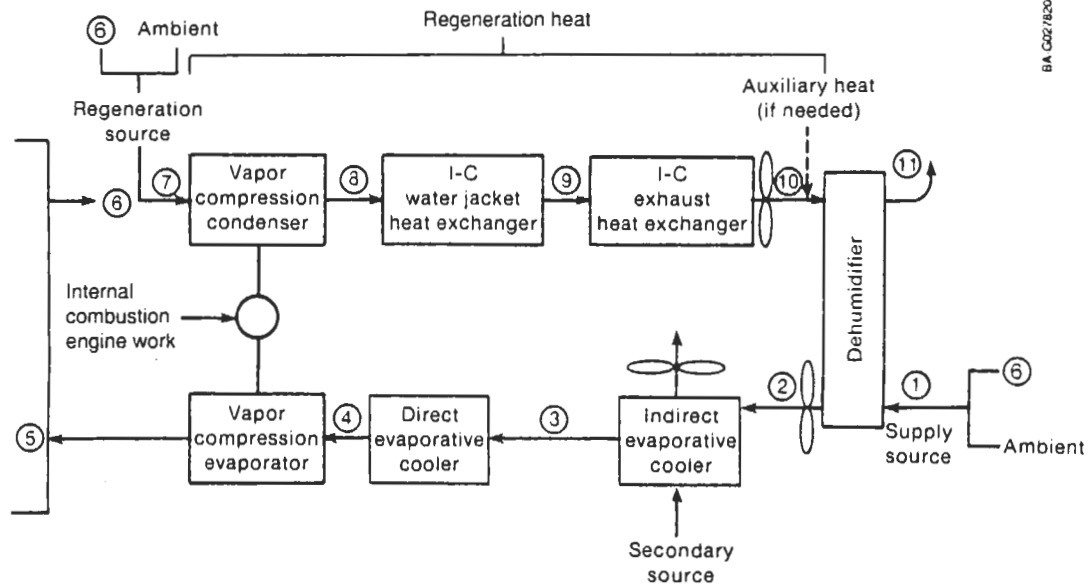 Regeneration heat
BA G027820
6
Ambient
Auxiliary heat
(if needed)
Regeneration
source
7
Vapor
compression
condenser
8
I-C
water jacket
heat exchanger
9
I-C
exhaust
heat exchanger
10
11
6
Internal
combustion
engine work
Dehumidifier
5
Vapor
compression
evaporator
4
Direct
evaporative
cooler
3
Indirect
evaporative
cooler
2
1
6
Supply
source
Ambient
Secondary
source